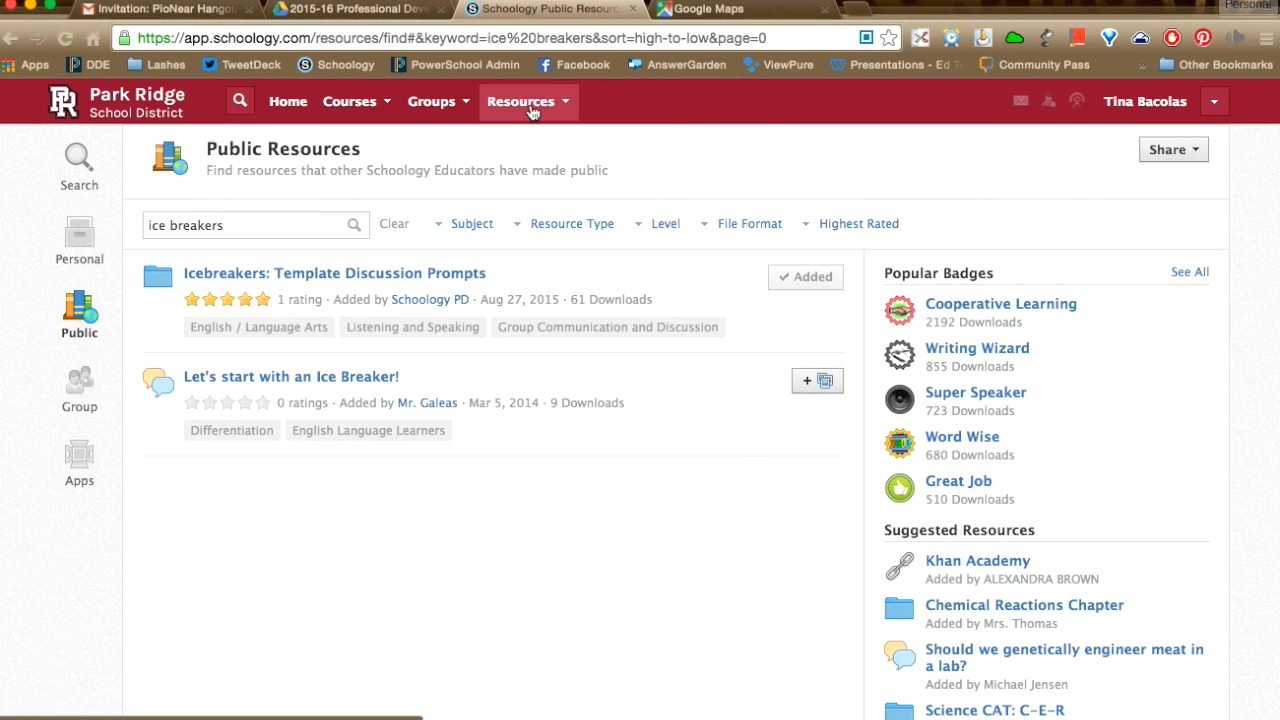 Invitation: PioNear Hangou
2015-16 Professional Deve
Schoology Public Resourc
Google Maps
Personal
https://app.schoology.com/resources/find#&keyword=ice%20breakers&sort=high-to-low&page=0
Apps
DDE
Lashes
TweetDeck
Schoology
PowerSchool Admin
Facebook
AnswerGarden
ViewPure
Presentations - Ed T
Community Pass
»
Other Bookmarks
Park Ridge
School District
Home
Courses
Groups
Resources
Tina Bacolas
Search
Personal
Public
Group
Apps
Public Resources
Find resources that other Schoology Educators have made public
Share
ice breakers
Clear
Subject
Resource Type
Level
File Format
Highest Rated
Icebreakers: Template Discussion Prompts
1 rating · Added by Schoology PD · Aug 27, 2015 · 61 Downloads
English / Language Arts
Listening and Speaking
Group Communication and Discussion
✓ Added
Let's start with an Ice Breaker!
0 ratings · Added by Mr. Galeas · Mar 5, 2014 · 9 Downloads
Differentiation
English Language Learners
+
Popular Badges
See All
Cooperative Learning
2192 Downloads
Writing Wizard
855 Downloads
Super Speaker
723 Downloads
Word Wise
680 Downloads
Great Job
510 Downloads
Suggested Resources
Khan Academy
Added by ALEXANDRA BROWN
Chemical Reactions Chapter
Added by Mrs. Thomas
Should we genetically engineer meat in
a lab?
Added by Michael Jensen
Science CAT: C-E-R